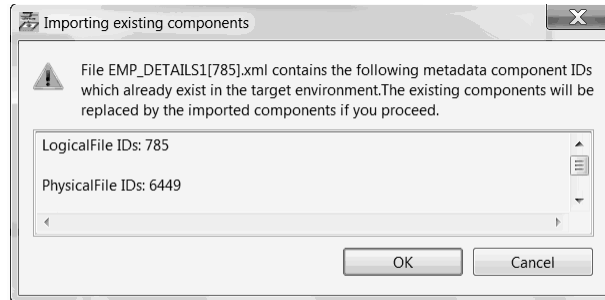 Importing existing components
File EMP_DETAILS1[785].xml contains the following metadata component IDs
which already exist in the target environment.The existing components will be
replaced by the imported components if you proceed.
LogicalFile IDs: 785
PhysicalFile IDs: 6449
OK
Cancel